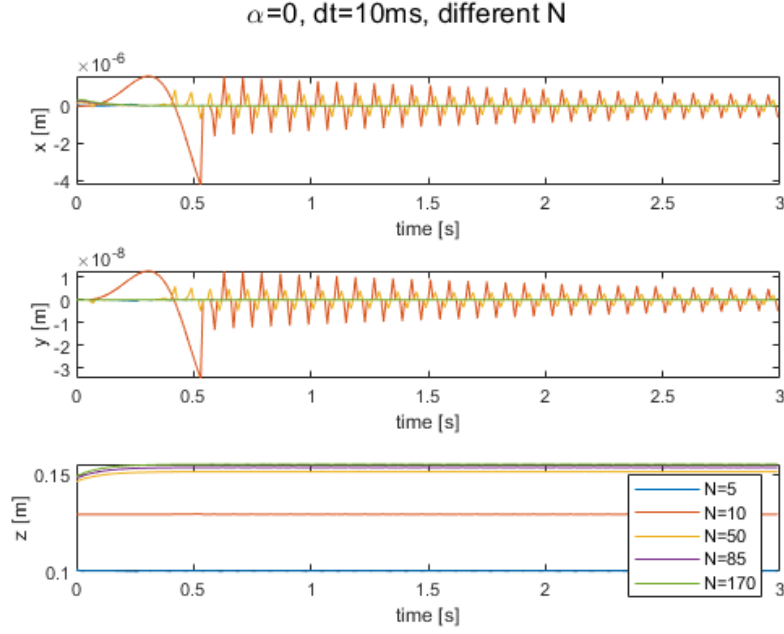 α=0, dt=10ms, different N
×10⁻⁶
0
-2
-4
x [m]
0 0.5 1 1.5 2 2.5 3
time [s]
×10⁻⁸
1
0
-1
-2
-3
y [m]
0 0.5 1 1.5 2 2.5 3
time [s]
0.15
0.1
z [m]
N=5
N=10
N=50
N=85
N=170
0 0.5 1 1.5 2 2.5 3
time [s]